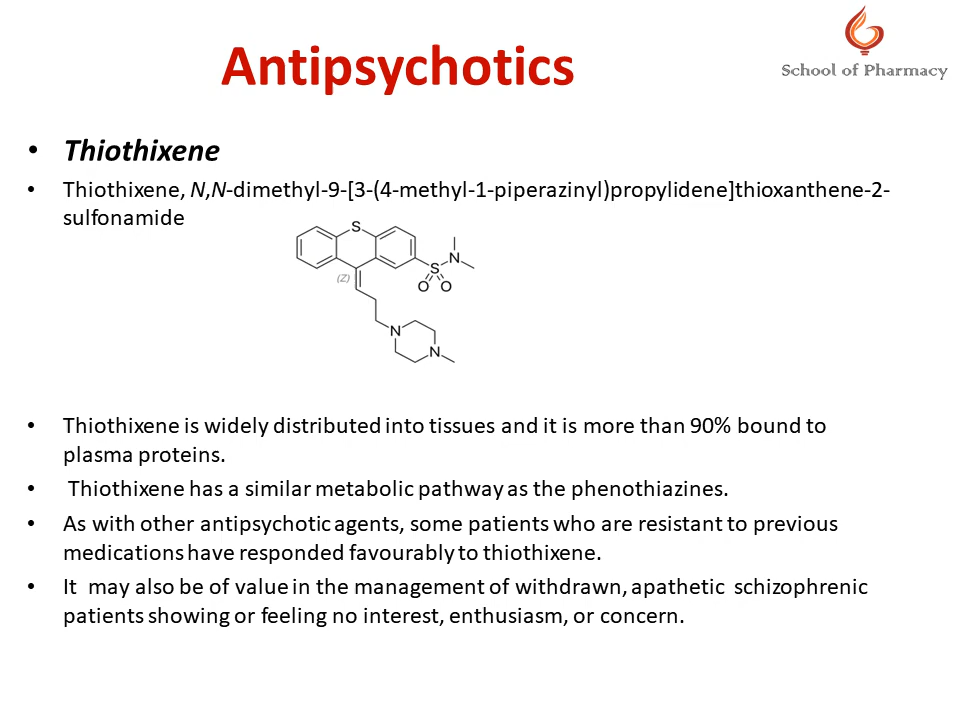 School of Pharmacy
Antipsychotics
• Thiothixene
• Thiothixene, N,N-dimethyl-9-[3-(4-methyl-1-piperazinyl)propylidene]thioxanthene-2-
sulfonamide
S
N
S
(Z)
O O
N
N
• Thiothixene is widely distributed into tissues and it is more than 90% bound to
plasma proteins.
• Thiothixene has a similar metabolic pathway as the phenothiazines.
• As with other antipsychotic agents, some patients who are resistant to previous
medications have responded favourably to thiothixene.
• It may also be of value in the management of withdrawn, apathetic schizophrenic
patients showing or feeling no interest, enthusiasm, or concern.